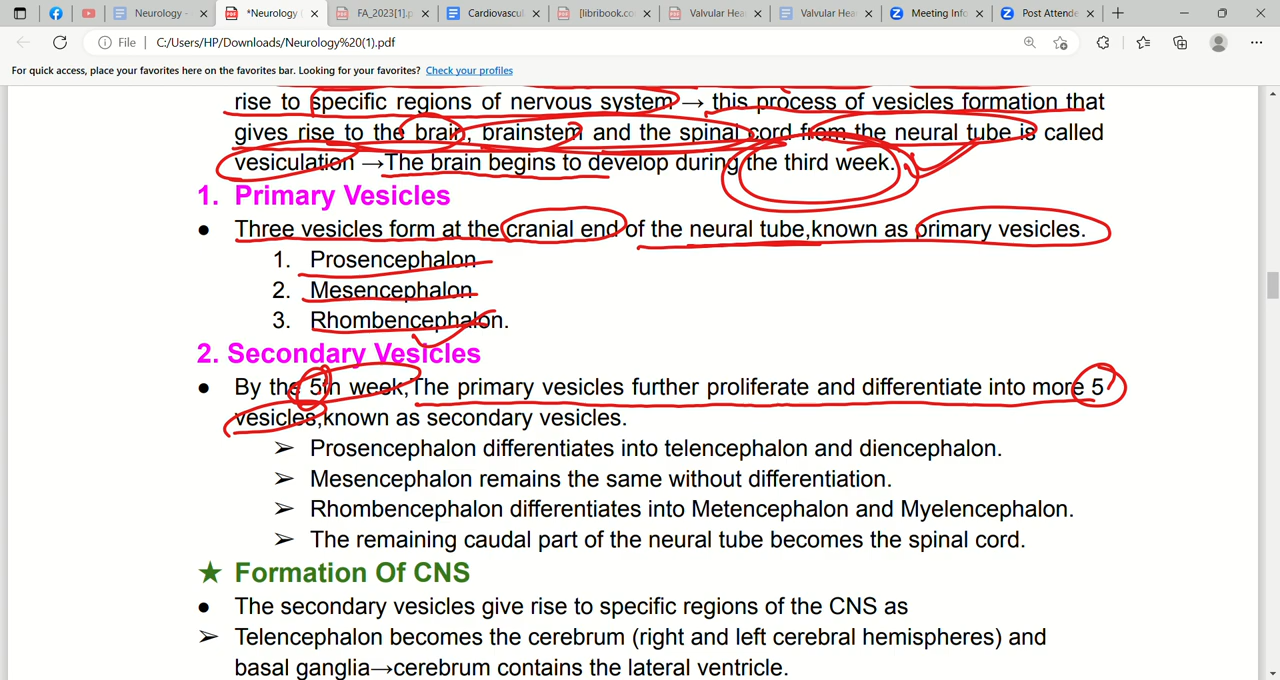 Neurology -
*Neurology (
FA_2023[1].p
Cardiovascul
[libribook.co
Valvular Hea
Valvular Hea
Meeting Info
Post Attende
File
C:/Users/HP/Downloads/Neurology%20(1).pdf
For quick access, place your favorites here on the favorites bar. Looking for your favorites? Check your profiles
rise to specific regions of nervous system → this process of vesicles formation that
gives rise to the brain, brainstem and the spinal cord from the neural tube is called
vesiculation →The brain begins to develop during the third week.
1. Primary Vesicles
● Three vesicles form at the cranial end of the neural tube,known as primary vesicles.
1. Prosencephalon
2. Mesencephalon
3. Rhombencephalon.
2. Secondary Vesicles
● By the 5th week,The primary vesicles further proliferate and differentiate into more 5
vesicles,known as secondary vesicles.
➢ Prosencephalon differentiates into telencephalon and diencephalon.
➢ Mesencephalon remains the same without differentiation.
➢ Rhombencephalon differentiates into Metencephalon and Myelencephalon.
➢ The remaining caudal part of the neural tube becomes the spinal cord.
★ Formation Of CNS
● The secondary vesicles give rise to specific regions of the CNS as
➢ Telencephalon becomes the cerebrum (right and left cerebral hemispheres) and
basal ganglia→cerebrum contains the lateral ventricle.